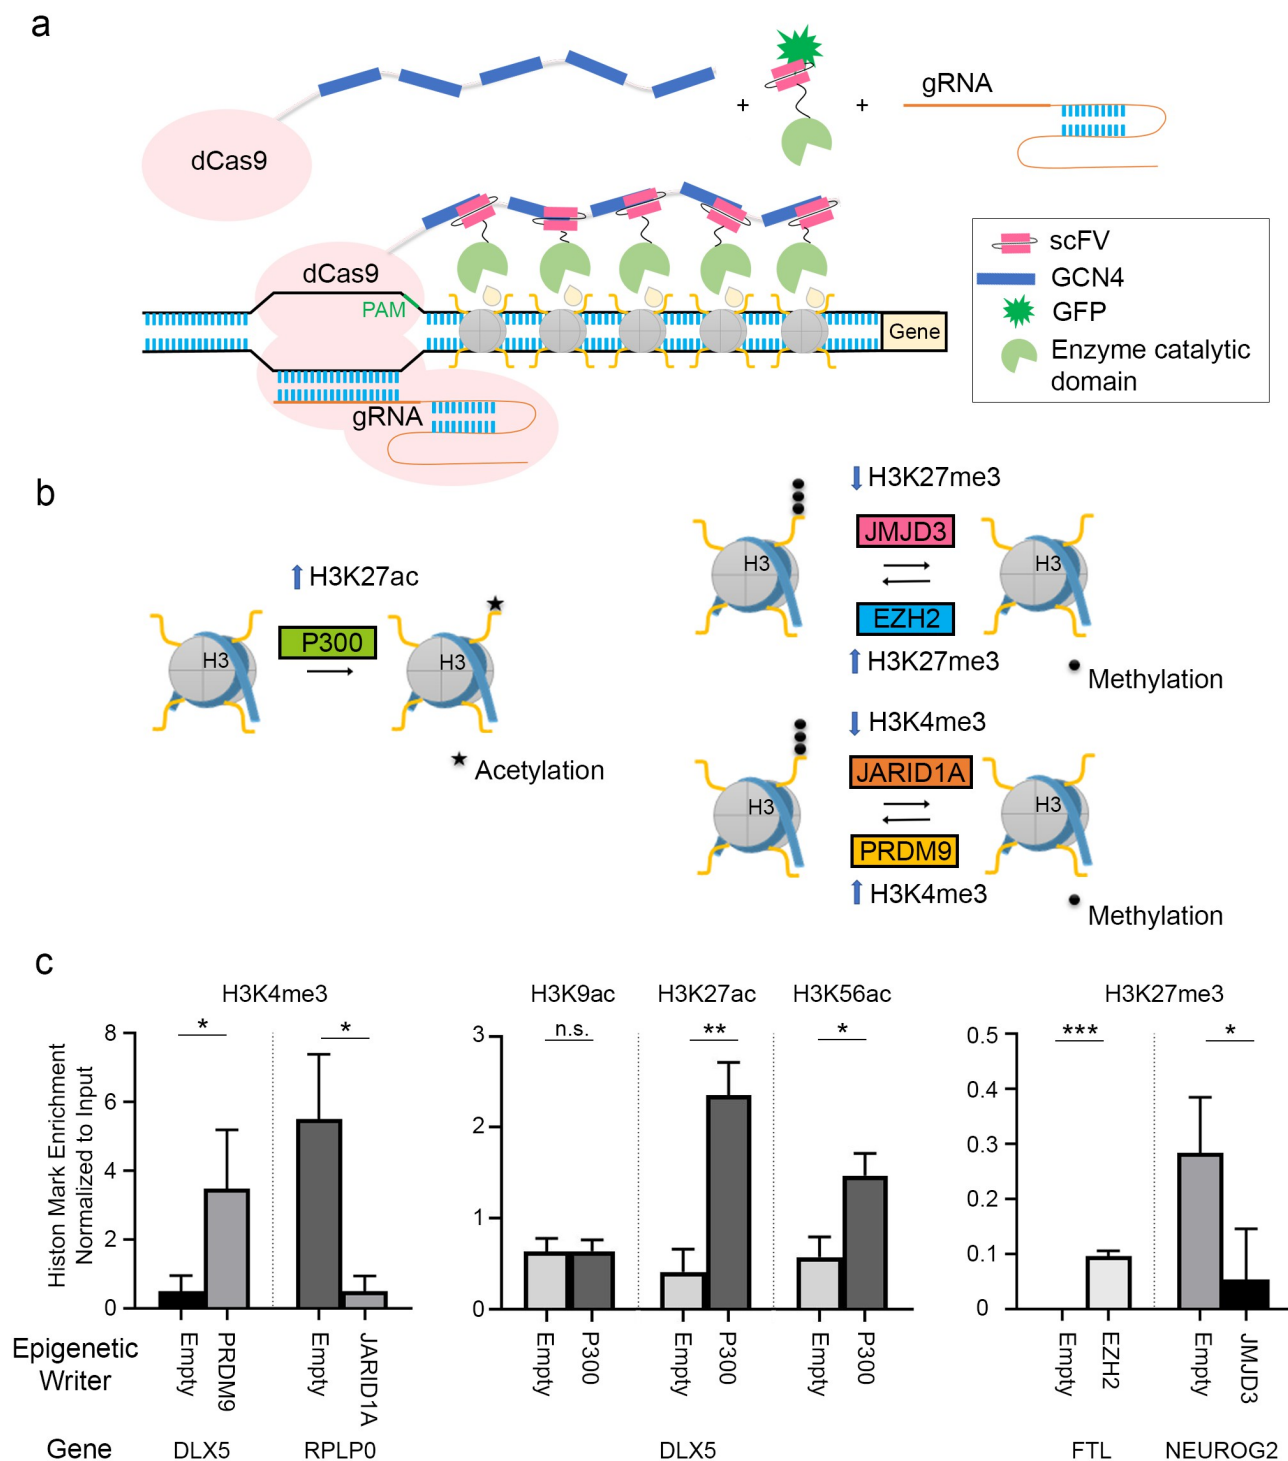 a
gRNA
+
+
dCas9
dCas9
PAM
Gene
gRNA
scFV
GCN4
GFP
Enzyme catalytic
domain
b
H3K27ac
P300
H3
H3
Acetylation
H3K27me3
JMJD3
H3
H3
EZH2
H3K27me3
Methylation
H3K4me3
JARID1A
H3
H3
PRDM9
H3K4me3
Methylation
c
Histon Mark Enrichment
Normalized to Input
H3K4me3
*
*
8
6
4
2
0
Empty
PRDM9
Empty
JARID1A
H3K9ac
H3K27ac
H3K56ac
n.s.
**
*
3
2
1
0
Empty
P300
Empty
P300
Empty
P300
H3K27me3
***
*
0.5
0.4
0.3
0.2
0.1
0
Empty
EZH2
Empty
JMJD3
Epigenetic
Writer
Gene
DLX5
RPLP0
DLX5
FTL
NEUROG2